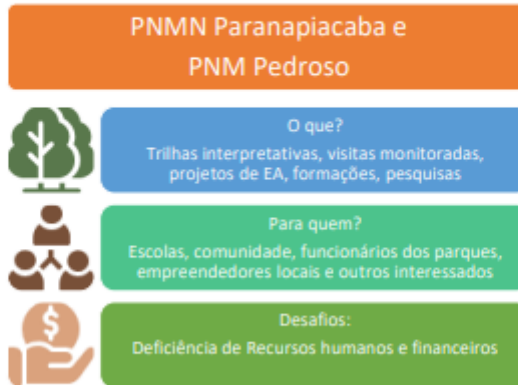 PNMN Paranapiacaba e
PNM Pedroso
O que?
Trilhas interpretativas, visitas monitoradas,
projetos de EA, formações, pesquisas
Para quem?
Escolas, comunidade, funcionários dos parques,
empreendedores locais e outros interessados
$
Desafios:
Deficiência de Recursos humanos e financeiros